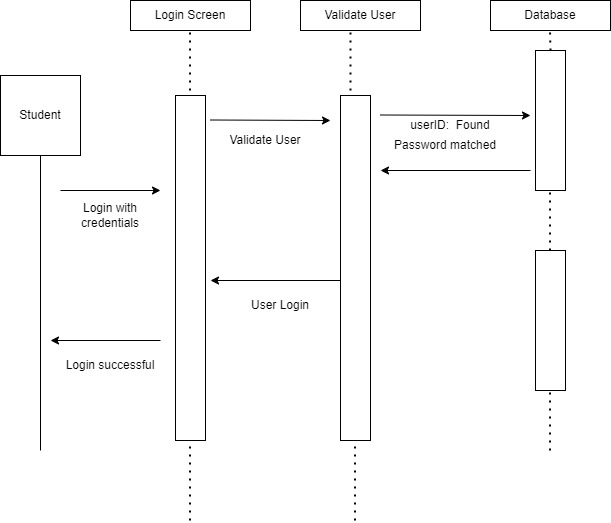 Login Screen
Validate User
Database
Student
userID:  Found
Validate User
Password matched
Login with
credentials
User Login
Login successful